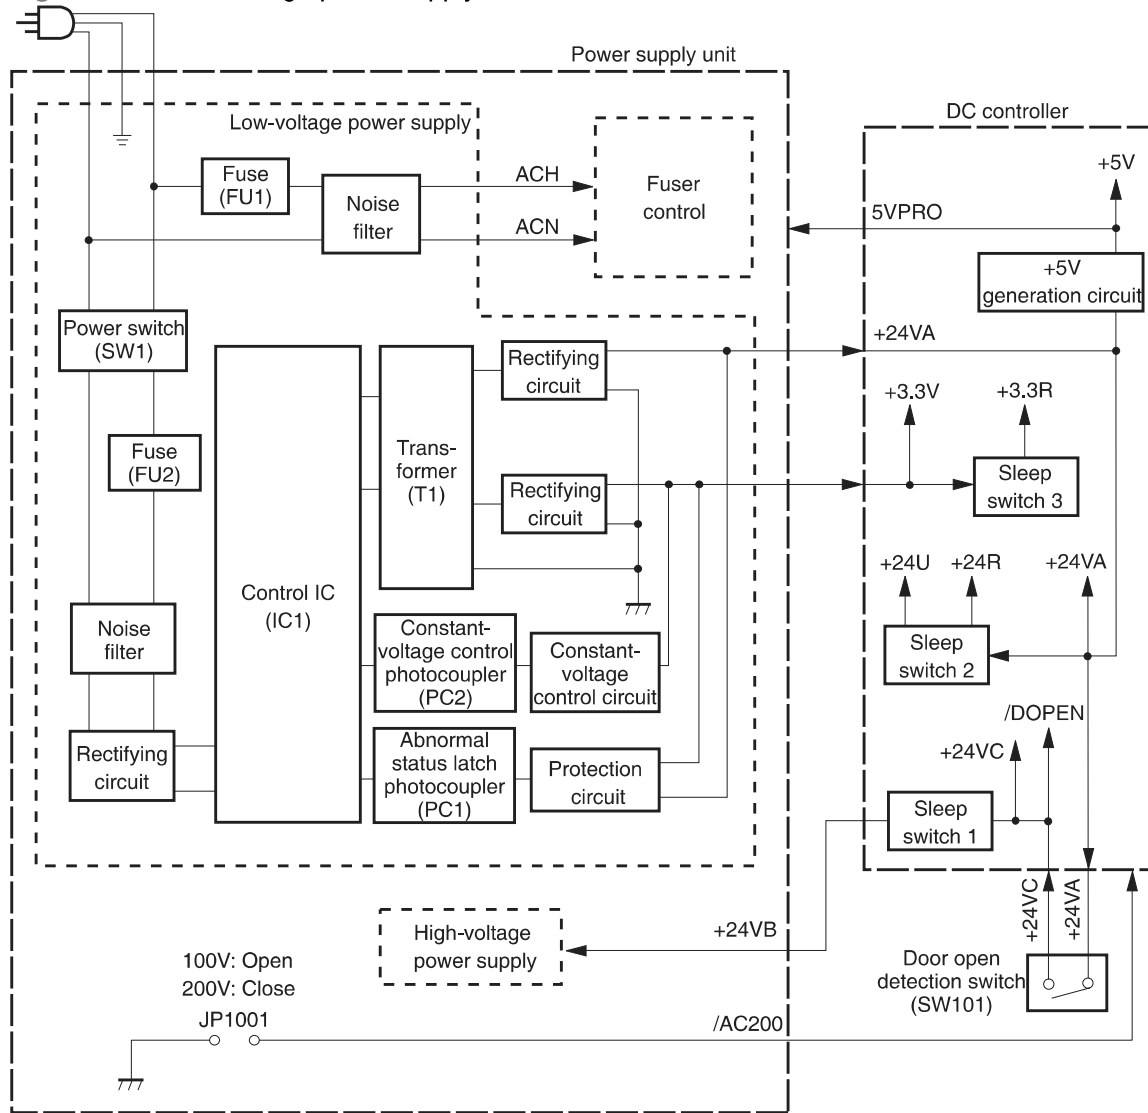 Power supply unit
Low-voltage power supply
Fuse
(FU1)
Noise
filter
ACH
ACN
Fuser
control
Power switch
(SW1)
Fuse
(FU2)
Noise
filter
Rectifying
circuit
Control IC
(IC1)
Trans-
former
(T1)
Rectifying
circuit
Rectifying
circuit
Constant-
voltage control
photocoupler
(PC2)
Constant-
voltage
control circuit
Abnormal
status latch
photocoupler
(PC1)
Protection
circuit
High-voltage
power supply
100V: Open
200V: Close
JP1001
DC controller
+5V
5VPRO
+5V
generation circuit
+24VA
+3.3V
+3.3R
Sleep
switch 3
+24U
+24R
+24VA
Sleep
switch 2
/DOPEN
+24VC
Sleep
switch 1
+24VC
+24VA
+24VB
Door open
detection switch
(SW101)
/AC200